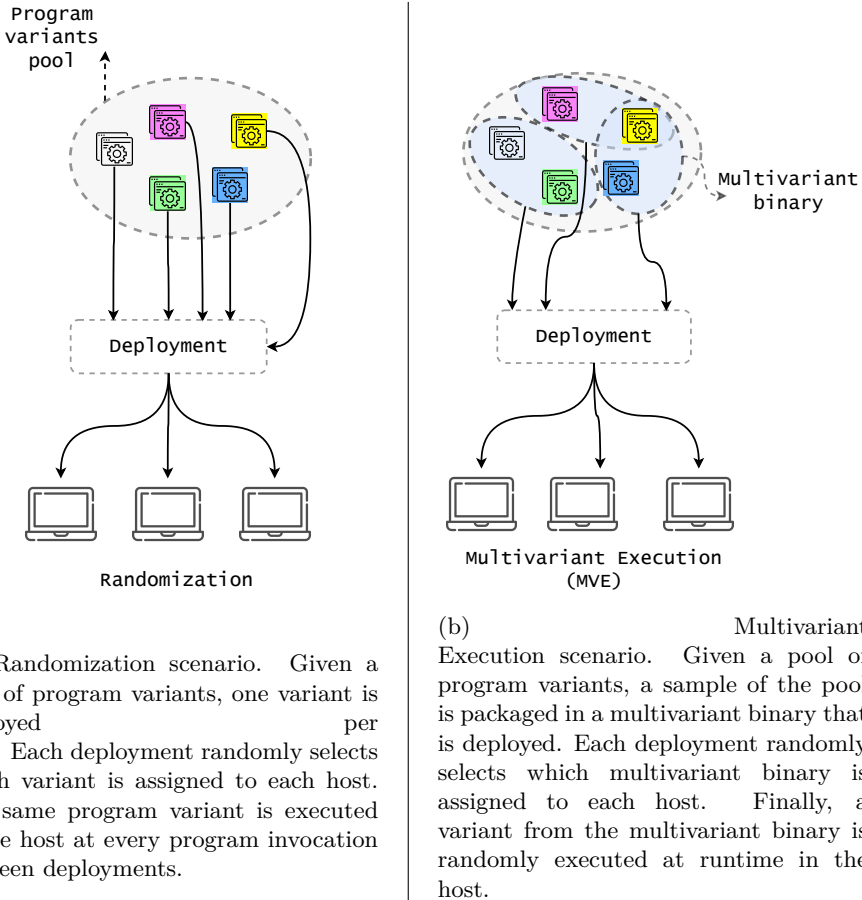 Program
variants
pool
Deployment
Randomization
Randomization scenario. Given a
of program variants, one variant is
per
Each deployment randomly selects
variant is assigned to each host.
same program variant is executed
host at every program invocation
deployments.
Multivariant
binary
Deployment
Multivariant Execution
(MVE)
(b) Multivariant
Execution scenario. Given a pool of
program variants, a sample of the pool
is packaged in a multivariant binary that
is deployed. Each deployment randomly
selects which multivariant binary is
assigned to each host. Finally, a
variant from the multivariant binary is
randomly executed at runtime in the
host.